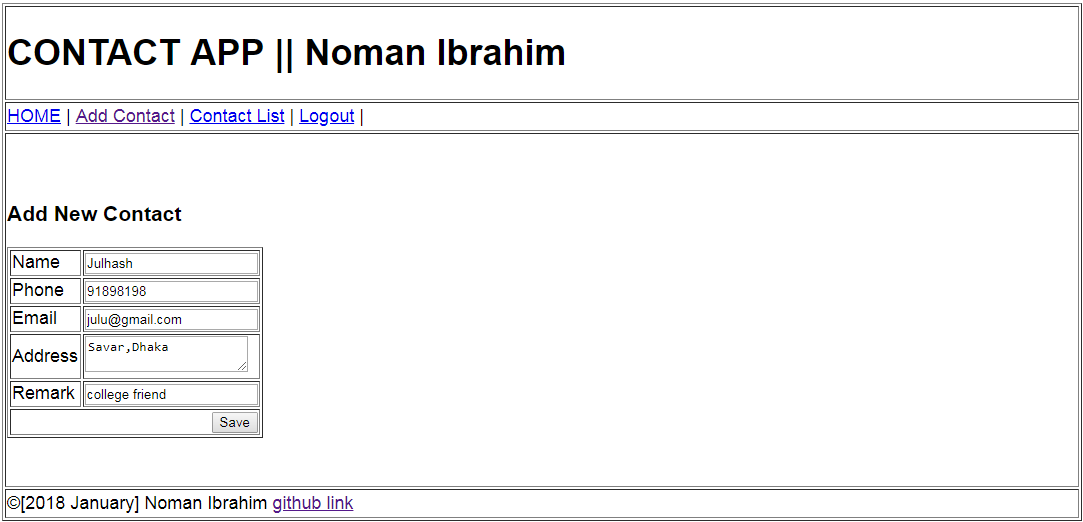 CONTACT APP || Noman Ibrahim
HOME | Add Contact | Contact List | Logout |
Add New Contact
Name Julhash
Phone 91898198
Email julu@gmail.com
Address Savar,Dhaka
Remark college friend
Save
©[2018 January] Noman Ibrahim github link